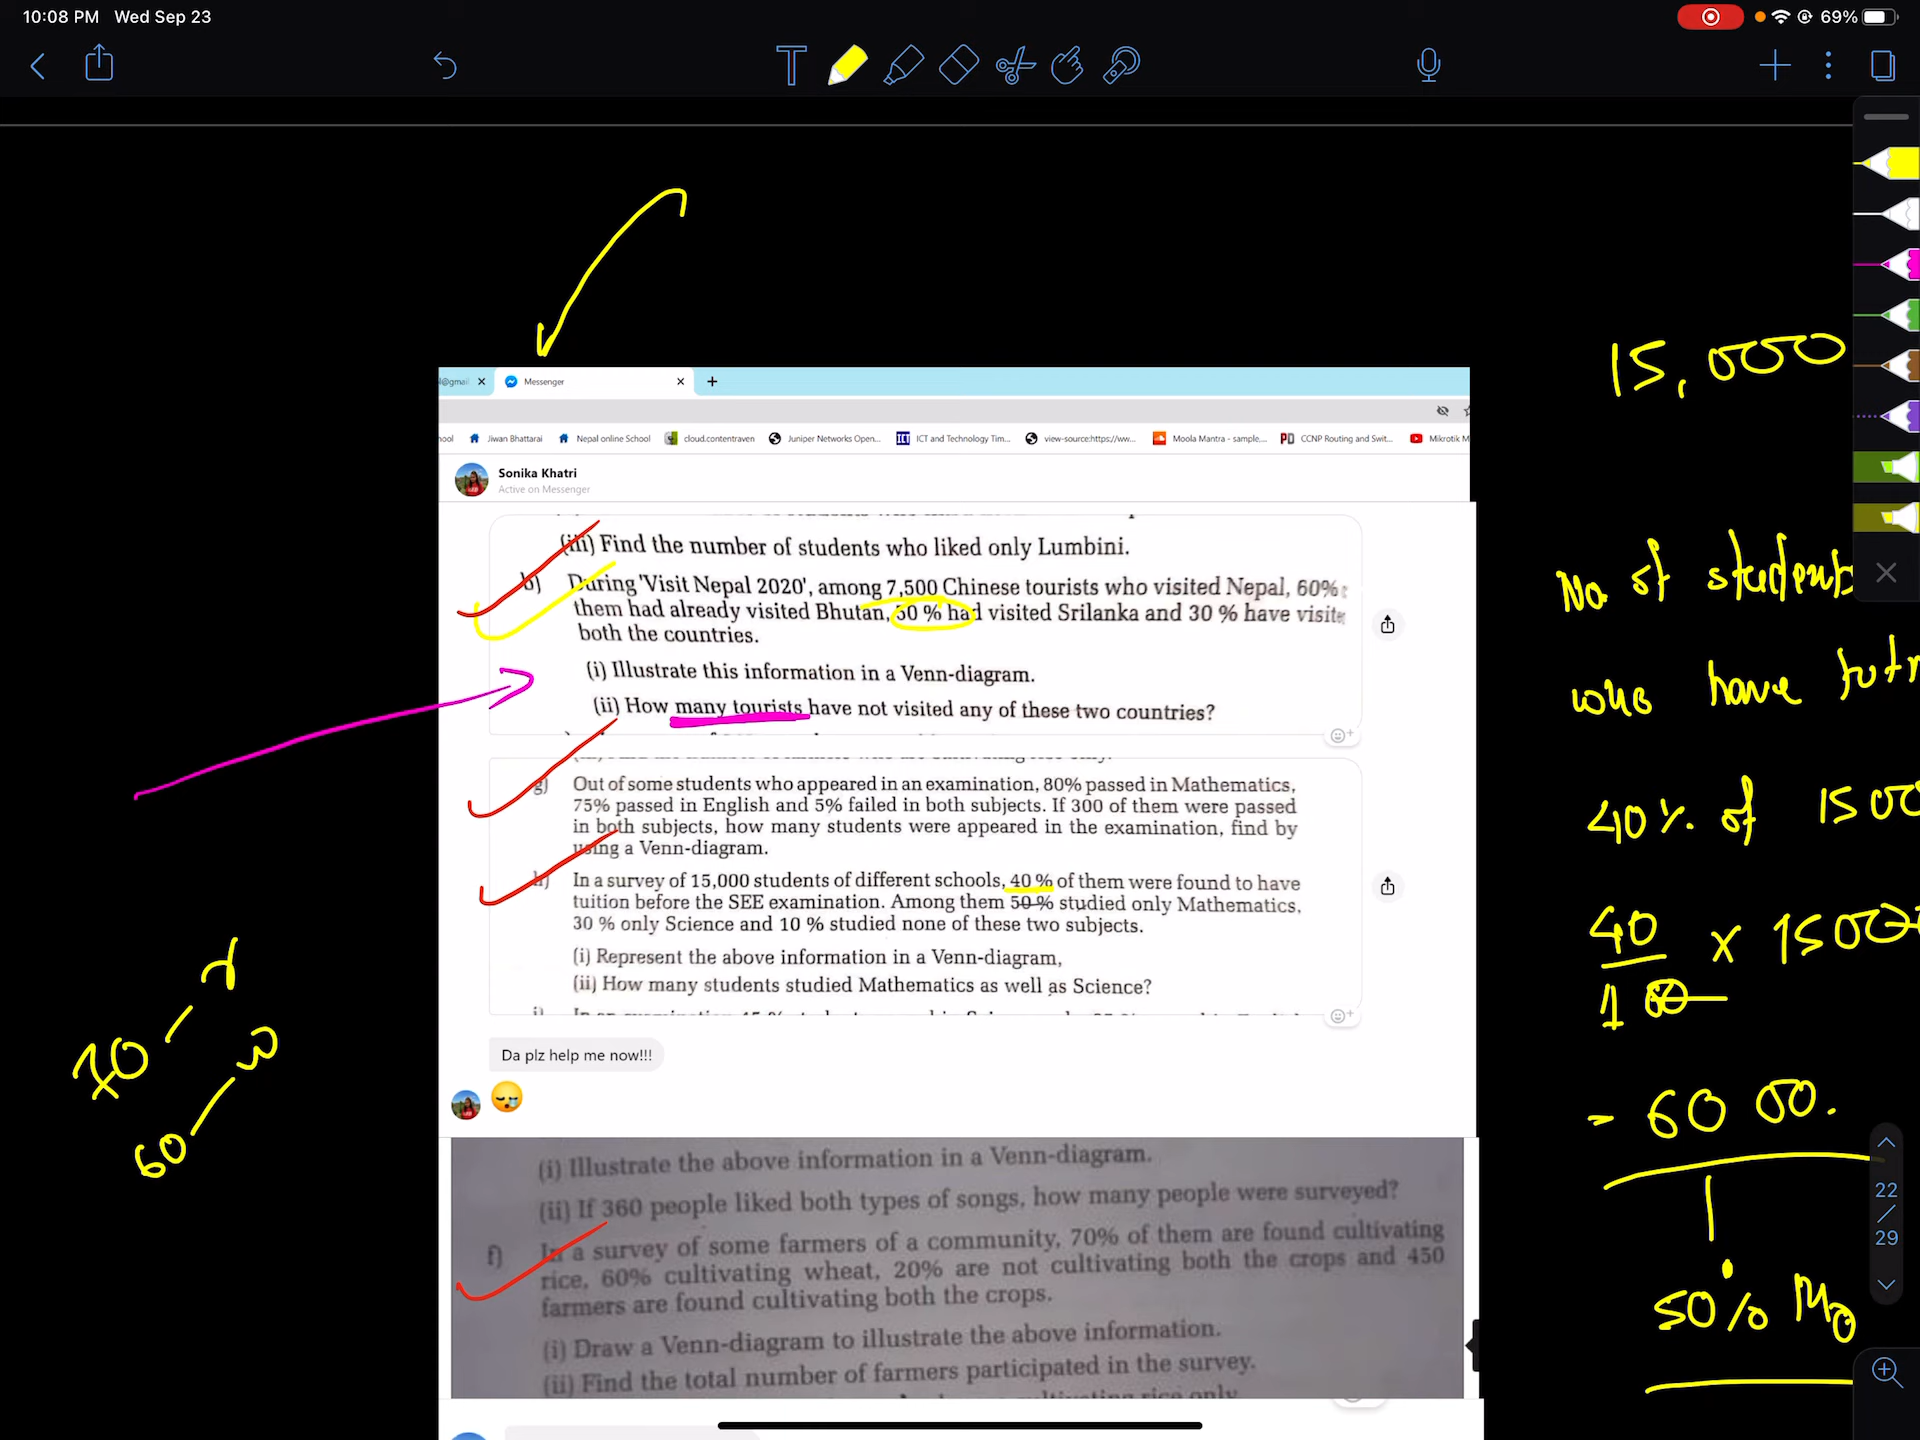 10:08 PM Wed Sep 23
69%
15,000
Messenger
Jiwan Bhattarai Nepal online School cloud.contentraven Juniper Networks Open... ICT and Technology Tim... view-source:https://ww... Moola Mantra - sample.... CCNP Routing and Swit... Mikrotik M
Sonika Khatri
Active on Messenger
(iii) Find the number of students who liked only Lumbini.
b) During 'Visit Nepal 2020', among 7,500 Chinese tourists who visited Nepal, 60%
them had already visited Bhutan, 50 % had visited Srilanka and 30 % have visite
both the countries.
(i) Illustrate this information in a Venn-diagram.
(ii) How many tourists have not visited any of these two countries?
g) Out of some students who appeared in an examination, 80% passed in Mathematics,
75% passed in English and 5% failed in both subjects. If 300 of them were passed
in both subjects, how many students were appeared in the examination, find by
using a Venn-diagram.
h) In a survey of 15,000 students of different schools, 40 % of them were found to have
tuition before the SEE examination. Among them 50 % studied only Mathematics,
30 % only Science and 10 % studied none of these two subjects.
(i) Represent the above information in a Venn-diagram,
(ii) How many students studied Mathematics as well as Science?
Da plz help me now!!!
(i) Illustrate the above information in a Venn-diagram.
(ii) If 360 people liked both types of songs, how many people were surveyed?
f) In a survey of some farmers of a community, 70% of them are found cultivating
rice, 60% cultivating wheat, 20% are not cultivating both the crops and 450
farmers are found cultivating both the crops.
(i) Draw a Venn-diagram to illustrate the above information.
(ii) Find the total number of farmers participated in the survey.
70 — r
60 — w
No. of students
who have
40% of 1500
40
100
× 15000
= 6000.
50%
22
/
29